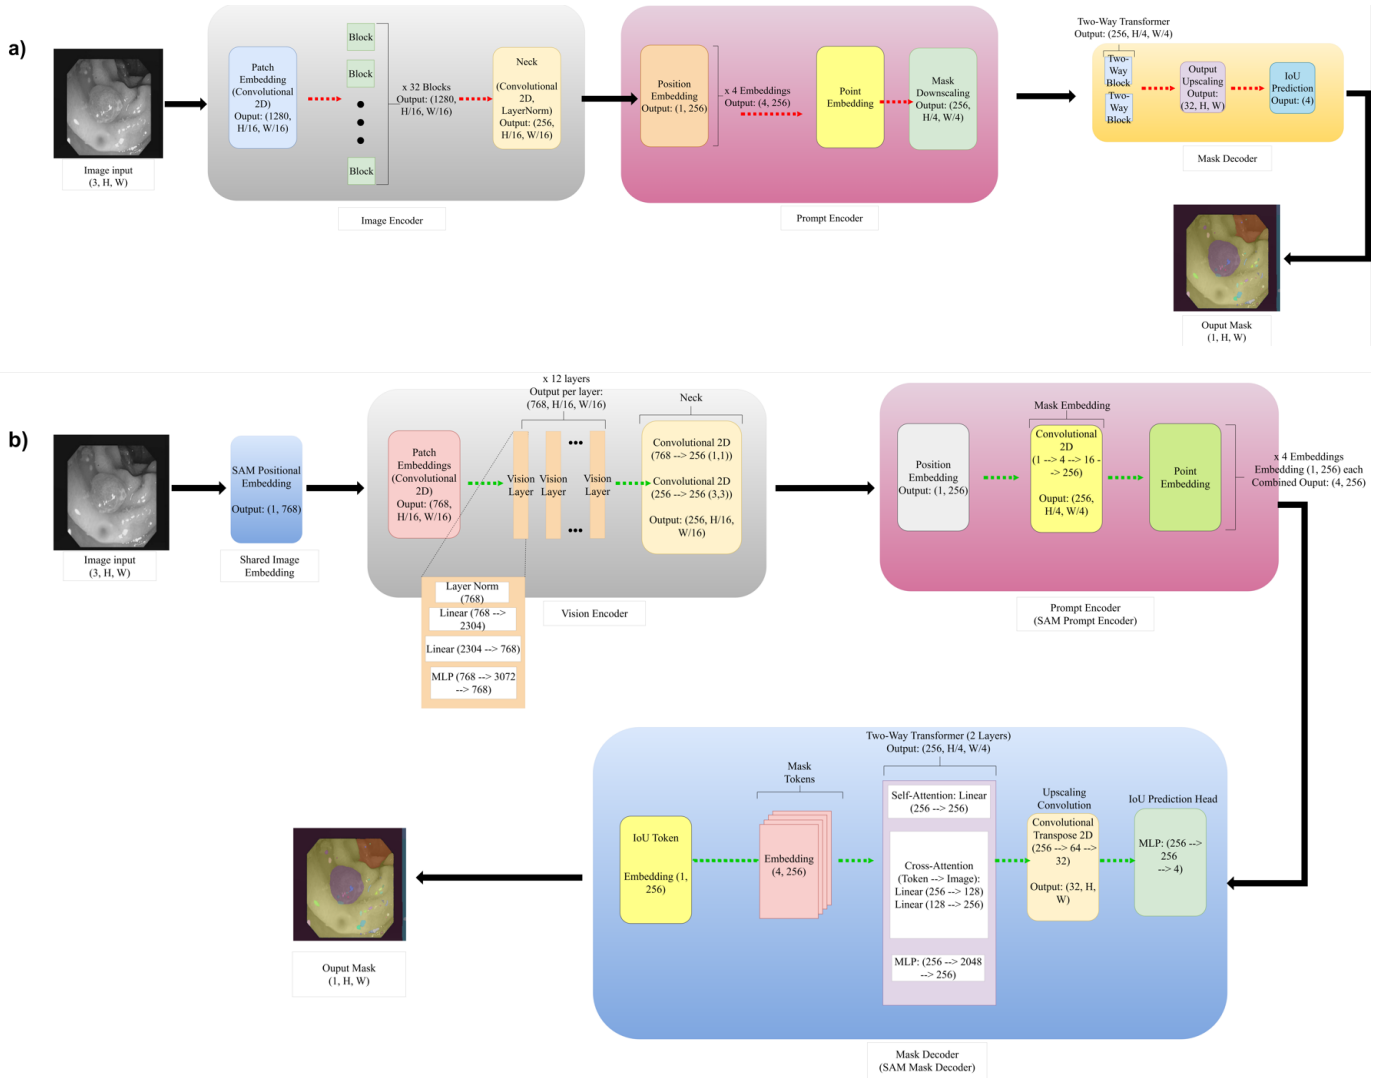 a)
Image input
(3, H, W)
Patch
Embedding
(Convolutional
2D)
Ouput: (1280,
H/16, W/16)
Block
Block
Block
x 32 Blocks
Output: (1280,
H/16, W/16)
Neck
(Convolutional
2D,
LayerNorm)
Output: (256,
H/16, W/16)
Image Encoder
Position
Embedding
Output: (1, 256)
x 4 Embeddings
Output: (4, 256)
Point
Embedding
Mask
Downscaling
Output: (256,
H/4, W/4)
Prompt Encoder
Two-Way Transformer
Output: (256, H/4, W/4)
Two-
Way
Block
Two-Way
Block
Output
Upscaling
Output:
(32, H, W)
IoU
Prediction
Ouput: (4)
Mask Decoder
Ouput Mask
(1, H, W)
b)
Image input
(3, H, W)
SAM Positional
Embedding
Output: (1, 768)
Shared Image
Embedding
x 12 layers
Output per layer:
(768, H/16, W/16)
Patch
Embeddings
(Convolutional
2D)
Ouput: (768,
H/16, W/16)
Vision
Layer
Vision
Layer
Vision
Layer
Neck
Convolutional 2D
(768 --> 256 (1,1))
Convolutional 2D
(256 --> 256 (3,3))
Output: (256, H/16,
W/16)
Layer Norm
(768)
Linear (768 -->
2304)
Linear (2304 --> 768)
MLP (768 --> 3072
--> 768)
Vision Encoder
Position
Embedding
Output: (1, 256)
Mask Embedding
Convolutional
2D
(1 --> 4 --> 16 -
-> 256)
Ouput: (256,
H/4, W/4)
Point
Embedding
x 4 Embeddings
Embedding (1, 256) each
Combined Ouput: (4, 256)
Prompt Encoder
(SAM Prompt Encoder)
Two-Way Transformer (2 Layers)
Output: (256, H/4, W/4)
IoU Token
Embedding (1,
256)
Mask
Tokens
Embedding
(4, 256)
Self-Attention: Linear
(256 --> 256)
Cross-Attention
(Token --> Image):
Linear (256 --> 128)
Linear (128 --> 256)
MLP: (256 --> 2048
--> 256)
Upscaling
Convolution
Convolutional
Transpose 2D
(256 --> 64 -->
32)
Output: (32, H,
W)
IoU Prediction Head
MLP: (256 -->
256
--> 4)
Mask Decoder
(SAM Mask Decoder)
Ouput Mask
(1, H, W)